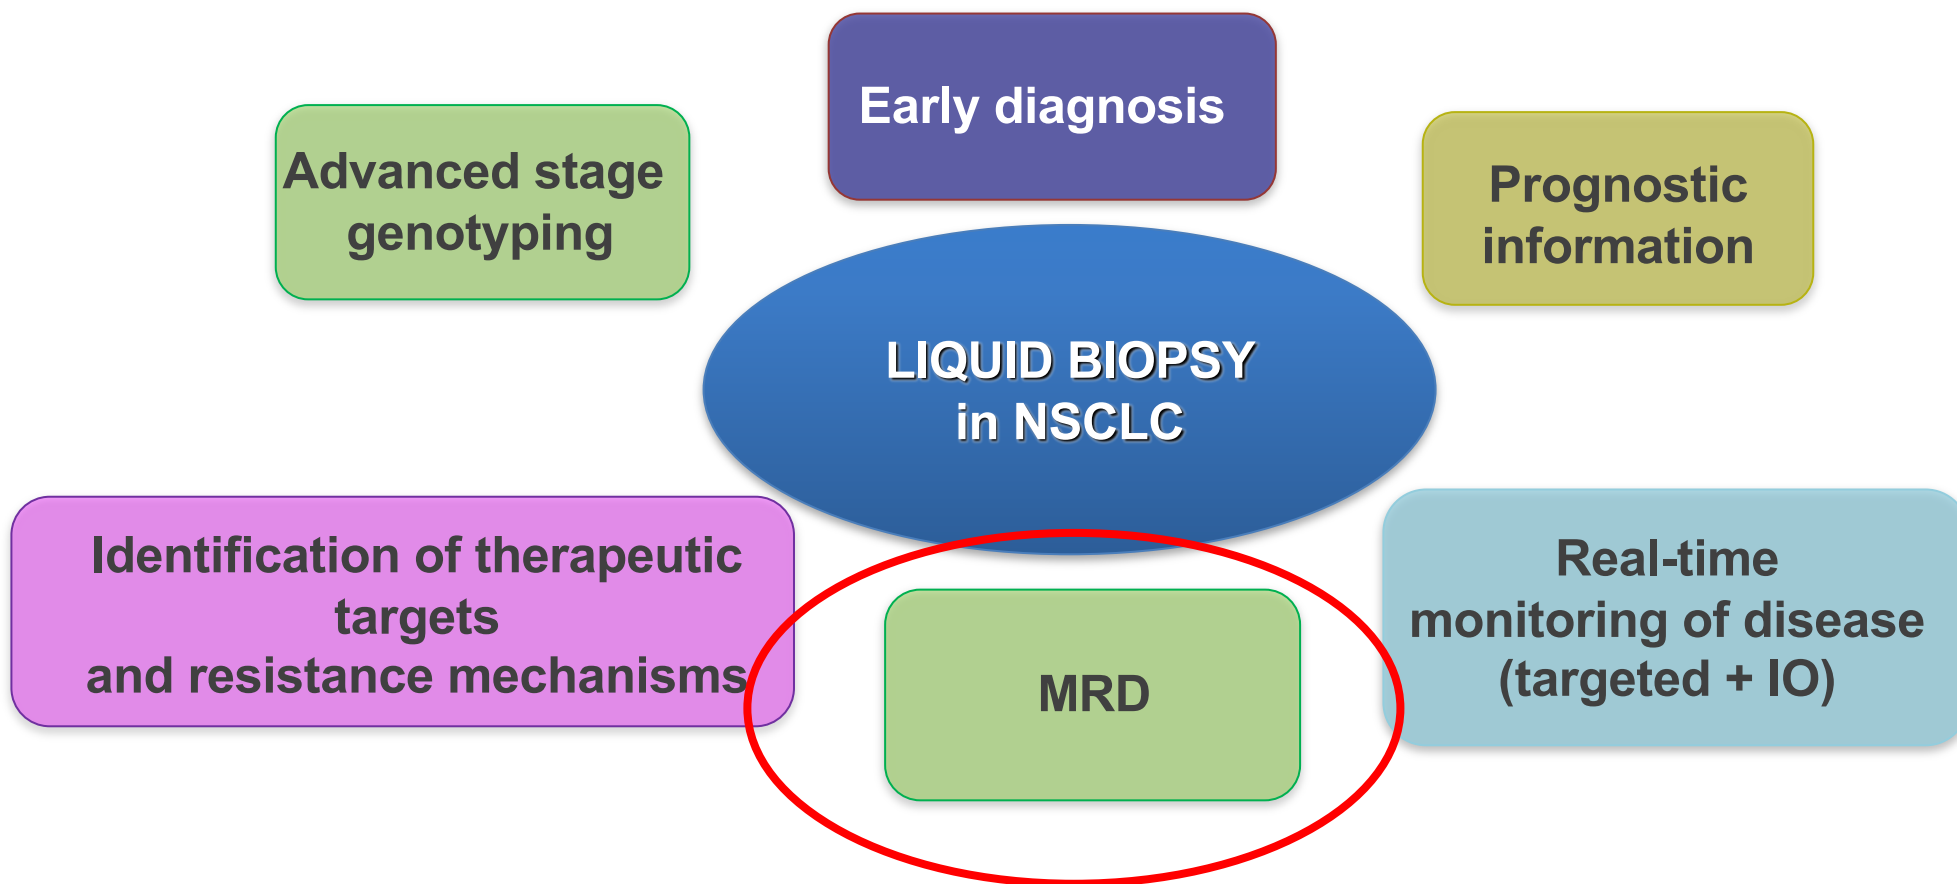 Early diagnosis
Advanced stage
genotyping
Prognostic
information
LIQUID BIOPSY
in NSCLC
Identification of therapeutic
targets
and resistance mechanisms
MRD
Real-time
monitoring of disease
(targeted + IO)